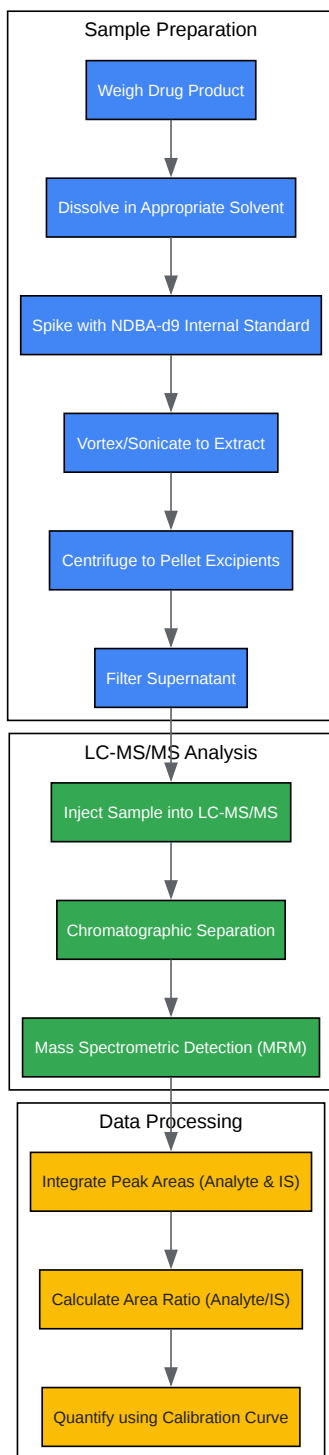 Sample Preparation
Weigh Drug Product
Dissolve in Appropriate Solvent
Spike with NDBA-d9 Internal Standard
Vortex/Sonicate to Extract
Centrifuge to Pellet Excipients
Filter Supernatant
LC-MS/MS Analysis
Inject Sample into LC-MS/MS
Chromatographic Separation
Mass Spectrometric Detection (MRM)
Data Processing
Integrate Peak Areas (Analyte & IS)
Calculate Area Ratio (Analyte/IS)
Quantify using Calibration Curve